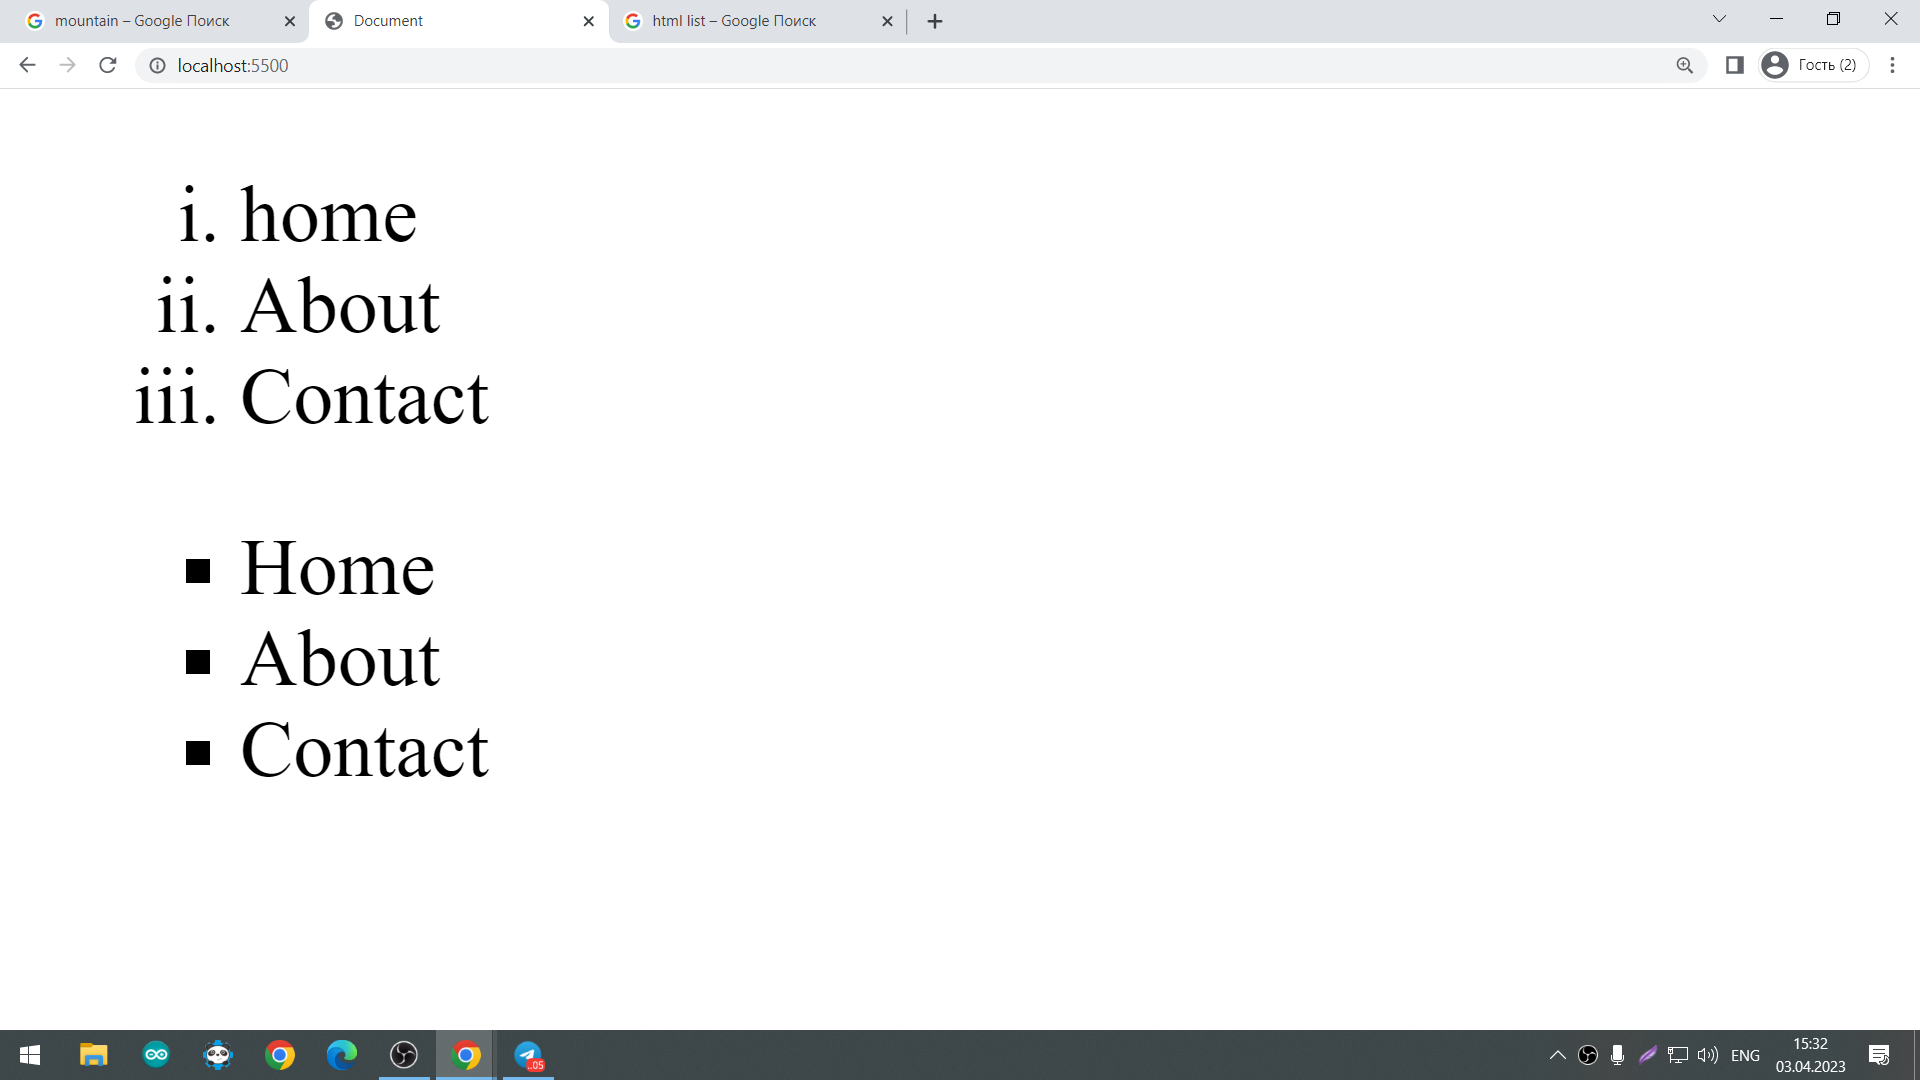 mountain – Google Поиск
Document
html list – Google Поиск
localhost:5500
Гость (2)
i. home
ii. About
iii. Contact
▪ Home
▪ About
▪ Contact
..05
ENG
15:32
03.04.2023